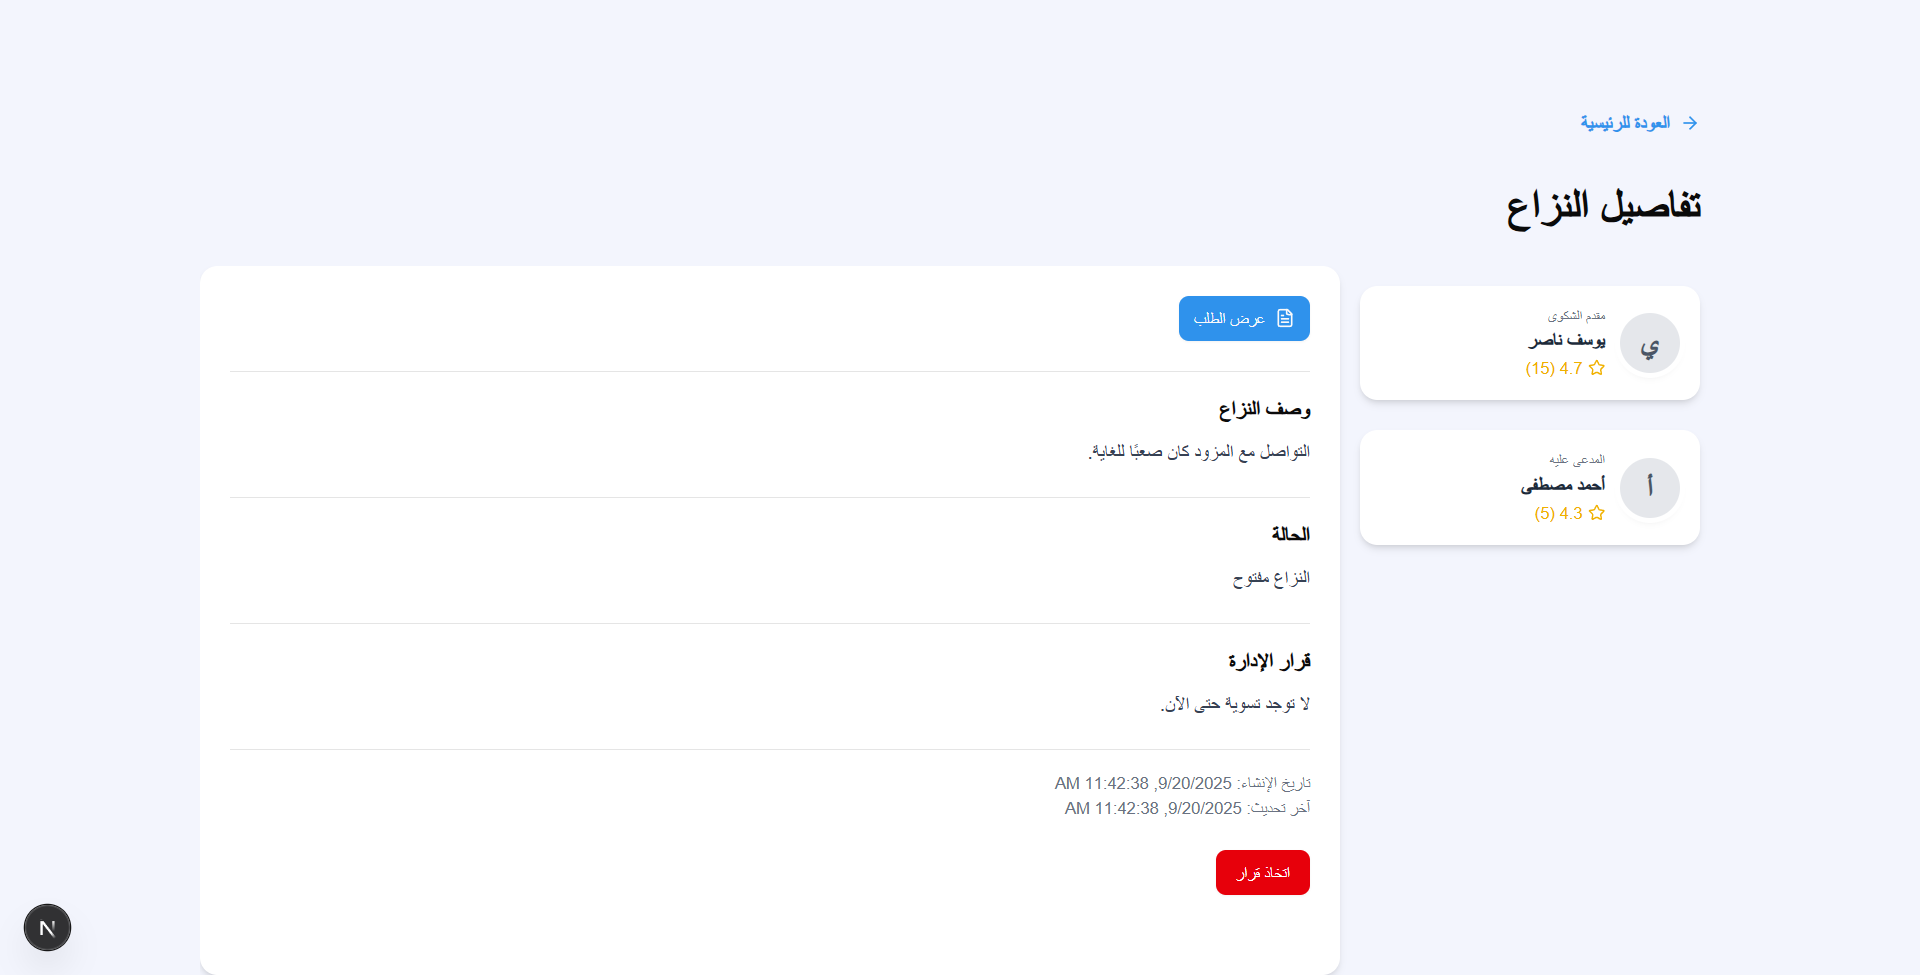 العودة للرئيسية
تفاصيل النزاع
ي
مقدم الشكوى
يوسف ناصر
4.7 (15)
أ
المدعى عليه
أحمد مصطفى
4.3 (5)
عرض الطلب
وصف النزاع
التواصل مع المزود كان صعبًا للغاية.
الحالة
النزاع مفتوح
قرار الإدارة
لا توجد تسوية حتى الآن.
تاريخ الإنشاء: 9/20/2025, 11:42:38 AM
آخر تحديث: 9/20/2025, 11:42:38 AM
اتخاذ قرار
N